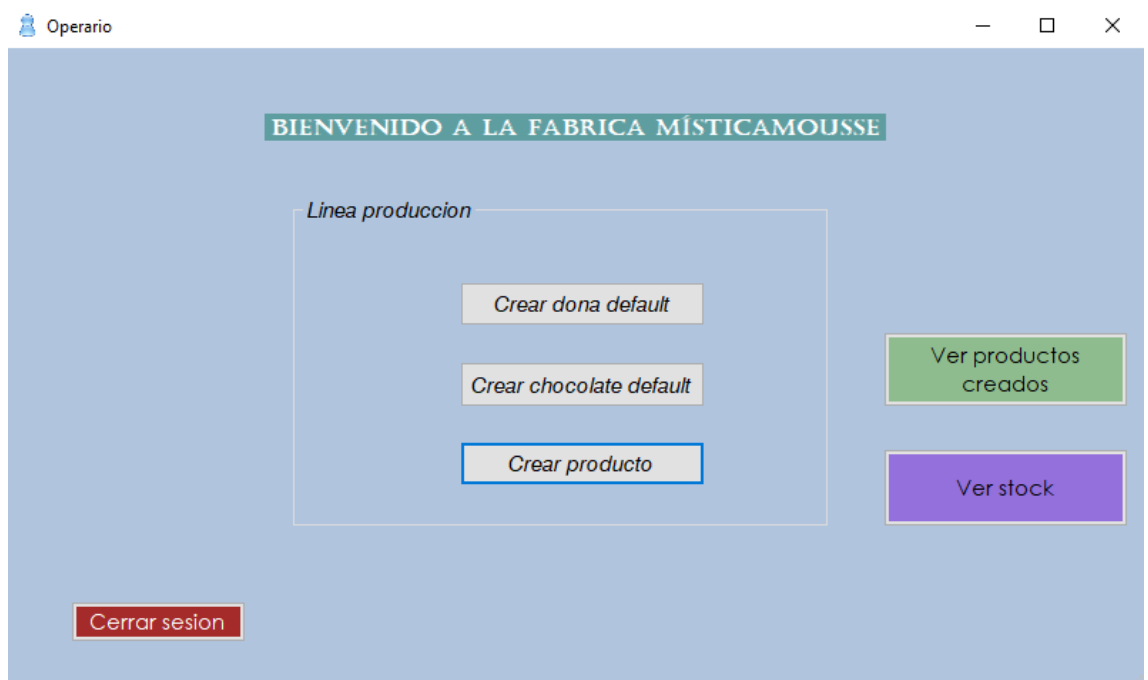 Operario
BIENVENIDO A LA FABRICA MÍSTICAMOUSSE
Linea produccion
Crear dona default
Crear chocolate default
Crear producto
Ver productos
creados
Ver stock
Cerrar sesion